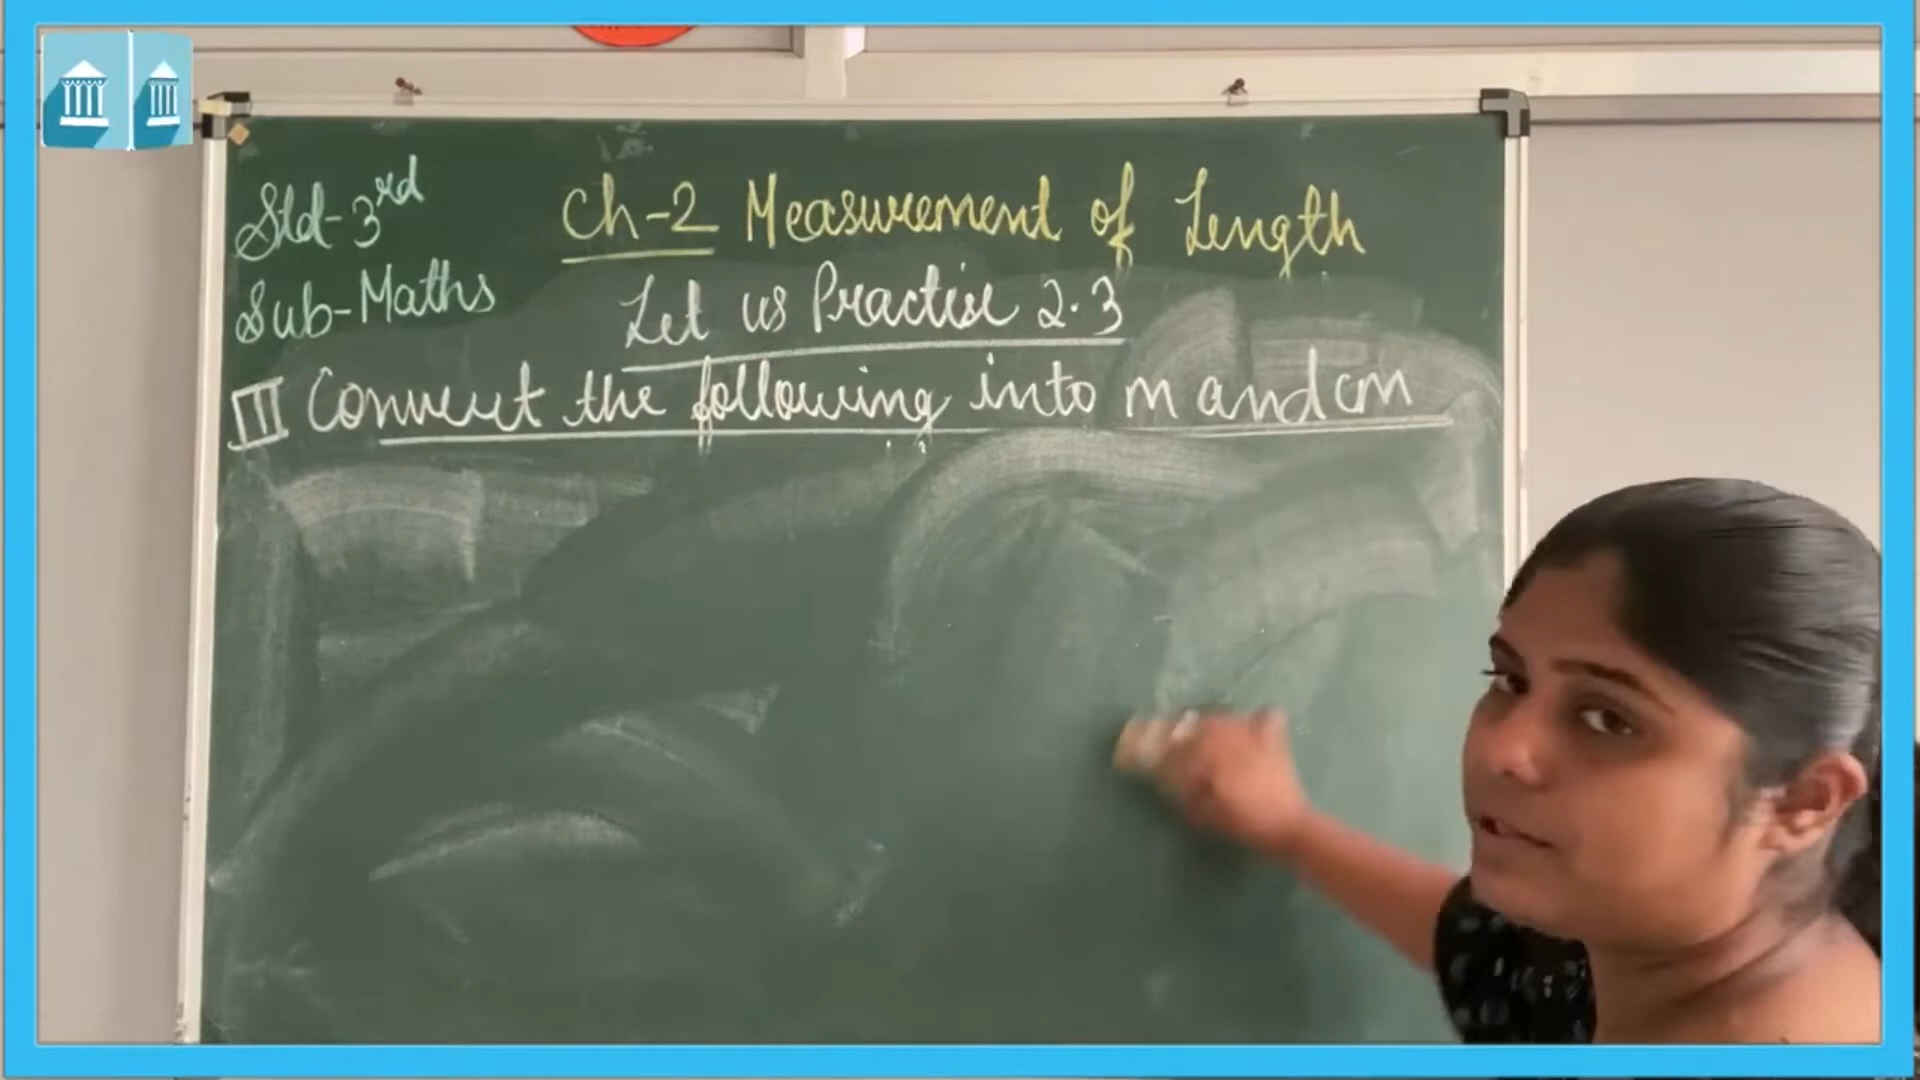 Std-3rd
Ch-2 Measurement of Length
Sub-Maths
Let us Practise 2.3
III Convert the following into m and cm